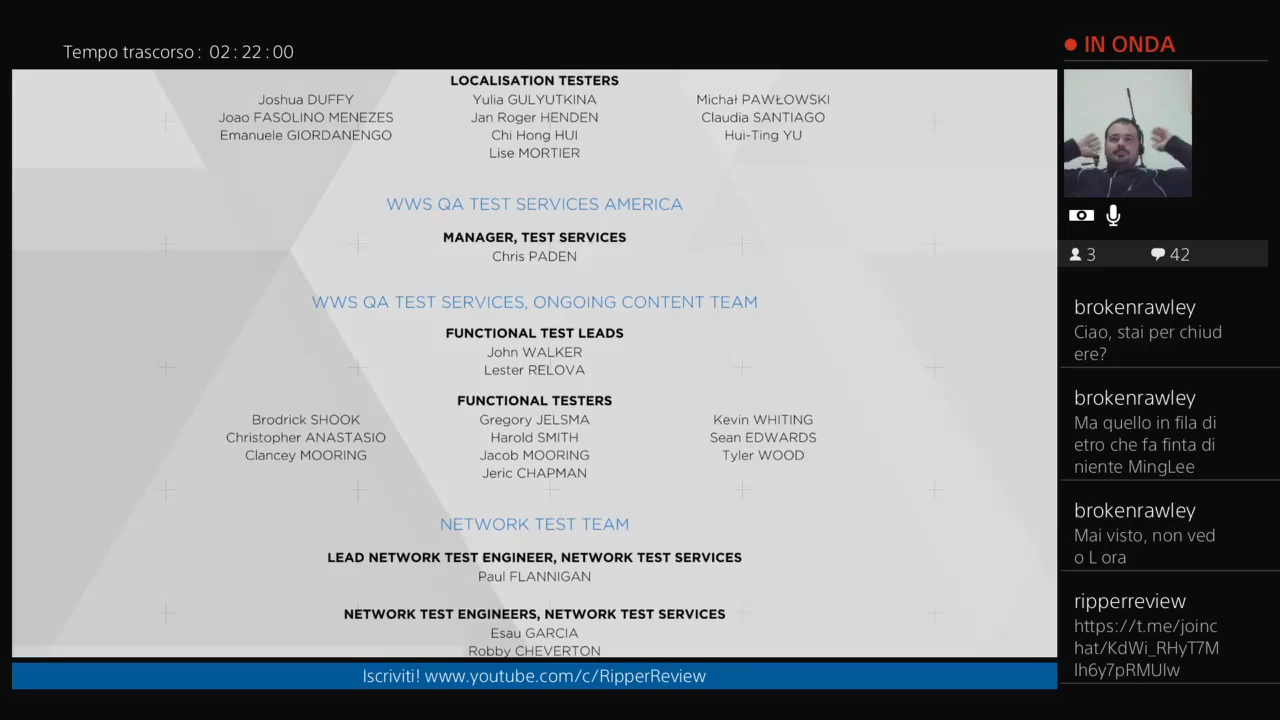 Tempo trascorso: 02:22:00
IN ONDA
LOCALISATION TESTERS
Joshua DUFFY Yulia GULYUTKINA Michał PAWŁOWSKI
Joao FASOLINO MENEZES Jan Roger HENDEN Claudia SANTIAGO
Emanuele GIORDANENGO Chi Hong HUI Hui-Ting YU
Lise MORTIER
WWS QA TEST SERVICES AMERICA
MANAGER, TEST SERVICES
Chris PADEN
WWS QA TEST SERVICES, ONGOING CONTENT TEAM
FUNCTIONAL TEST LEADS
John WALKER
Lester RELOVA
FUNCTIONAL TESTERS
Brodrick SHOOK Gregory JELSMA Kevin WHITING
Christopher ANASTASIO Harold SMITH Sean EDWARDS
Clancey MOORING Jacob MOORING Tyler WOOD
Jeric CHAPMAN
NETWORK TEST TEAM
LEAD NETWORK TEST ENGINEER, NETWORK TEST SERVICES
Paul FLANNIGAN
NETWORK TEST ENGINEERS, NETWORK TEST SERVICES
Esau GARCIA
Robby CHEVERTON
Iscriviti! www.youtube.com/c/RipperReview
3 42
brokenrawley
Ciao, stai per chiud
ere?
brokenrawley
Ma quello in fila di
etro che fa finta di
niente MingLee
brokenrawley
Mai visto, non ved
o L ora
ripperreview
https://t.me/joinc
hat/KdWi_RHyT7M
lh6y7pRMUlw